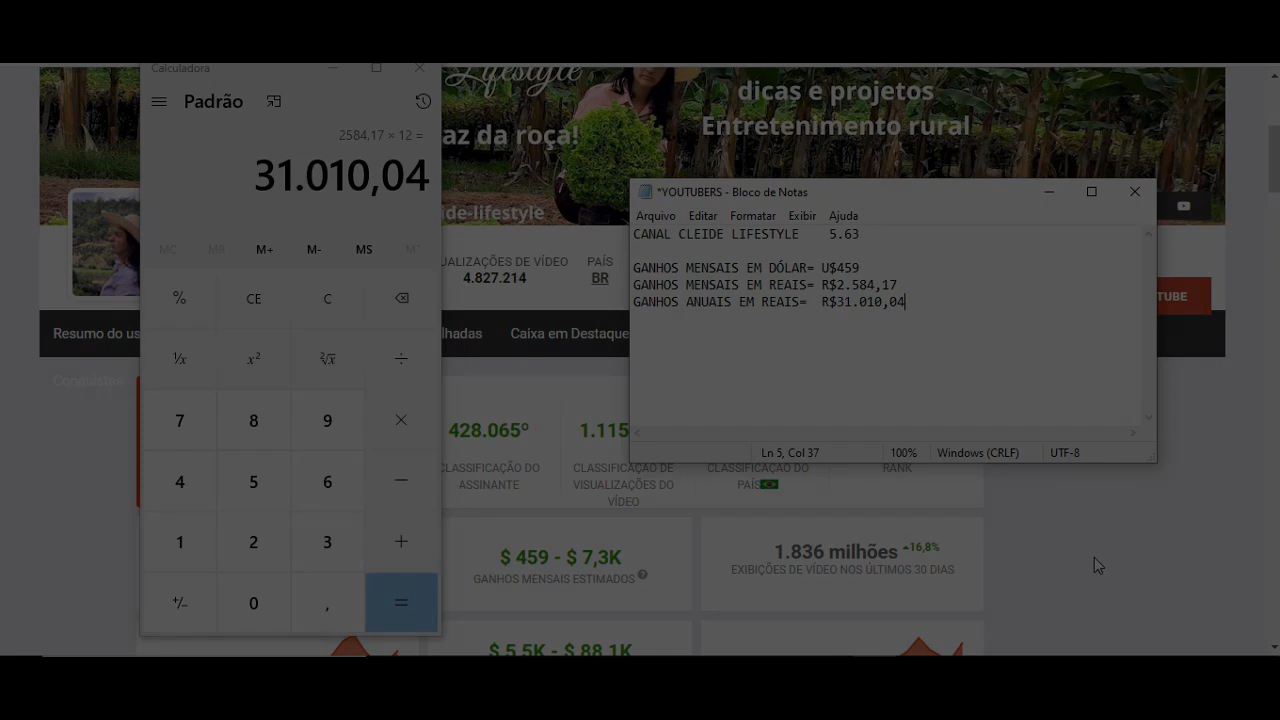 Calculadora
Lifestyle
dicas e projetos
Padrão
az da roça!
Entretenimento rural
2584,17 × 12 =
31.010,04
*YOUTUBERS - Bloco de Notas
ide-lifestyle
Arquivo Editar Formatar Exibir Ajuda
CANAL CLEIDE LIFESTYLE 5.63
MC MR M+ M- MS
UALIZAÇÕES DE VÍDEO PAÍS
4.827.214 BR
GANHOS MENSAIS EM DÓLAR= U$459
GANHOS MENSAIS EM REAIS= R$2.584,17
GANHOS ANUAIS EM REAIS= R$31.010,04
% CE C
TUBE
Resumo do us
lhadas Caixa em Destaque
¹/x x² ²√x ÷
Conquistas
7 8 9 ×
428.065º 1.115
Ln 5, Col 37 100% Windows (CRLF) UTF-8
CLASSIFICAÇÃO DO ASSINANTE
CLASSIFICAÇÃO DE VISUALIZAÇÕES DO VÍDEO
CLASSIFICAÇÃO DO PAÍS
RANK
4 5 6 −
1 2 3 +
$ 459 - $ 7,3K
GANHOS MENSAIS ESTIMADOS ?
1.836 milhões 16,8%
EXIBIÇÕES DE VÍDEO NOS ÚLTIMOS 30 DIAS
+/− 0 , =
$ 5,5K - $ 88,1K